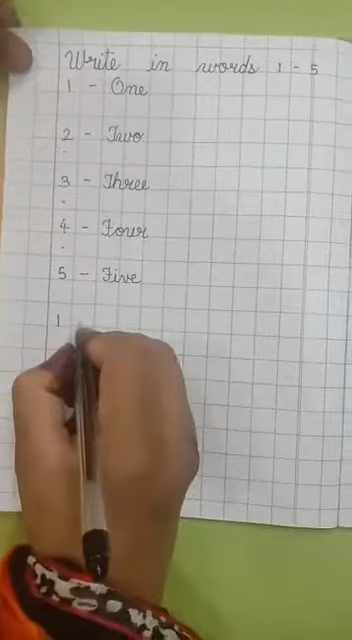 Write in words 1 - 5
1 - One
2 - Two
3 - Three
4 - Four
5 - Five
1